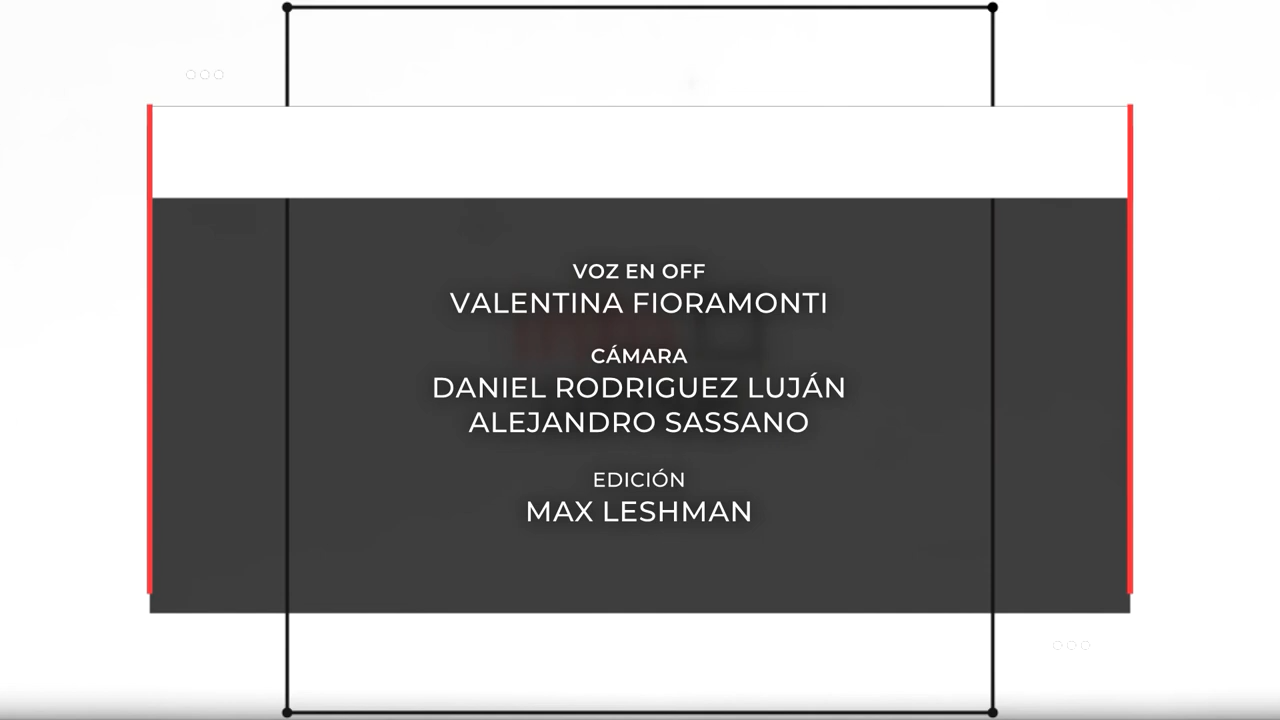 VOZ EN OFF
VALENTINA FIORAMONTI
CÁMARA
DANIEL RODRIGUEZ LUJÁN
ALEJANDRO SASSANO
EDICIÓN
MAX LESHMAN